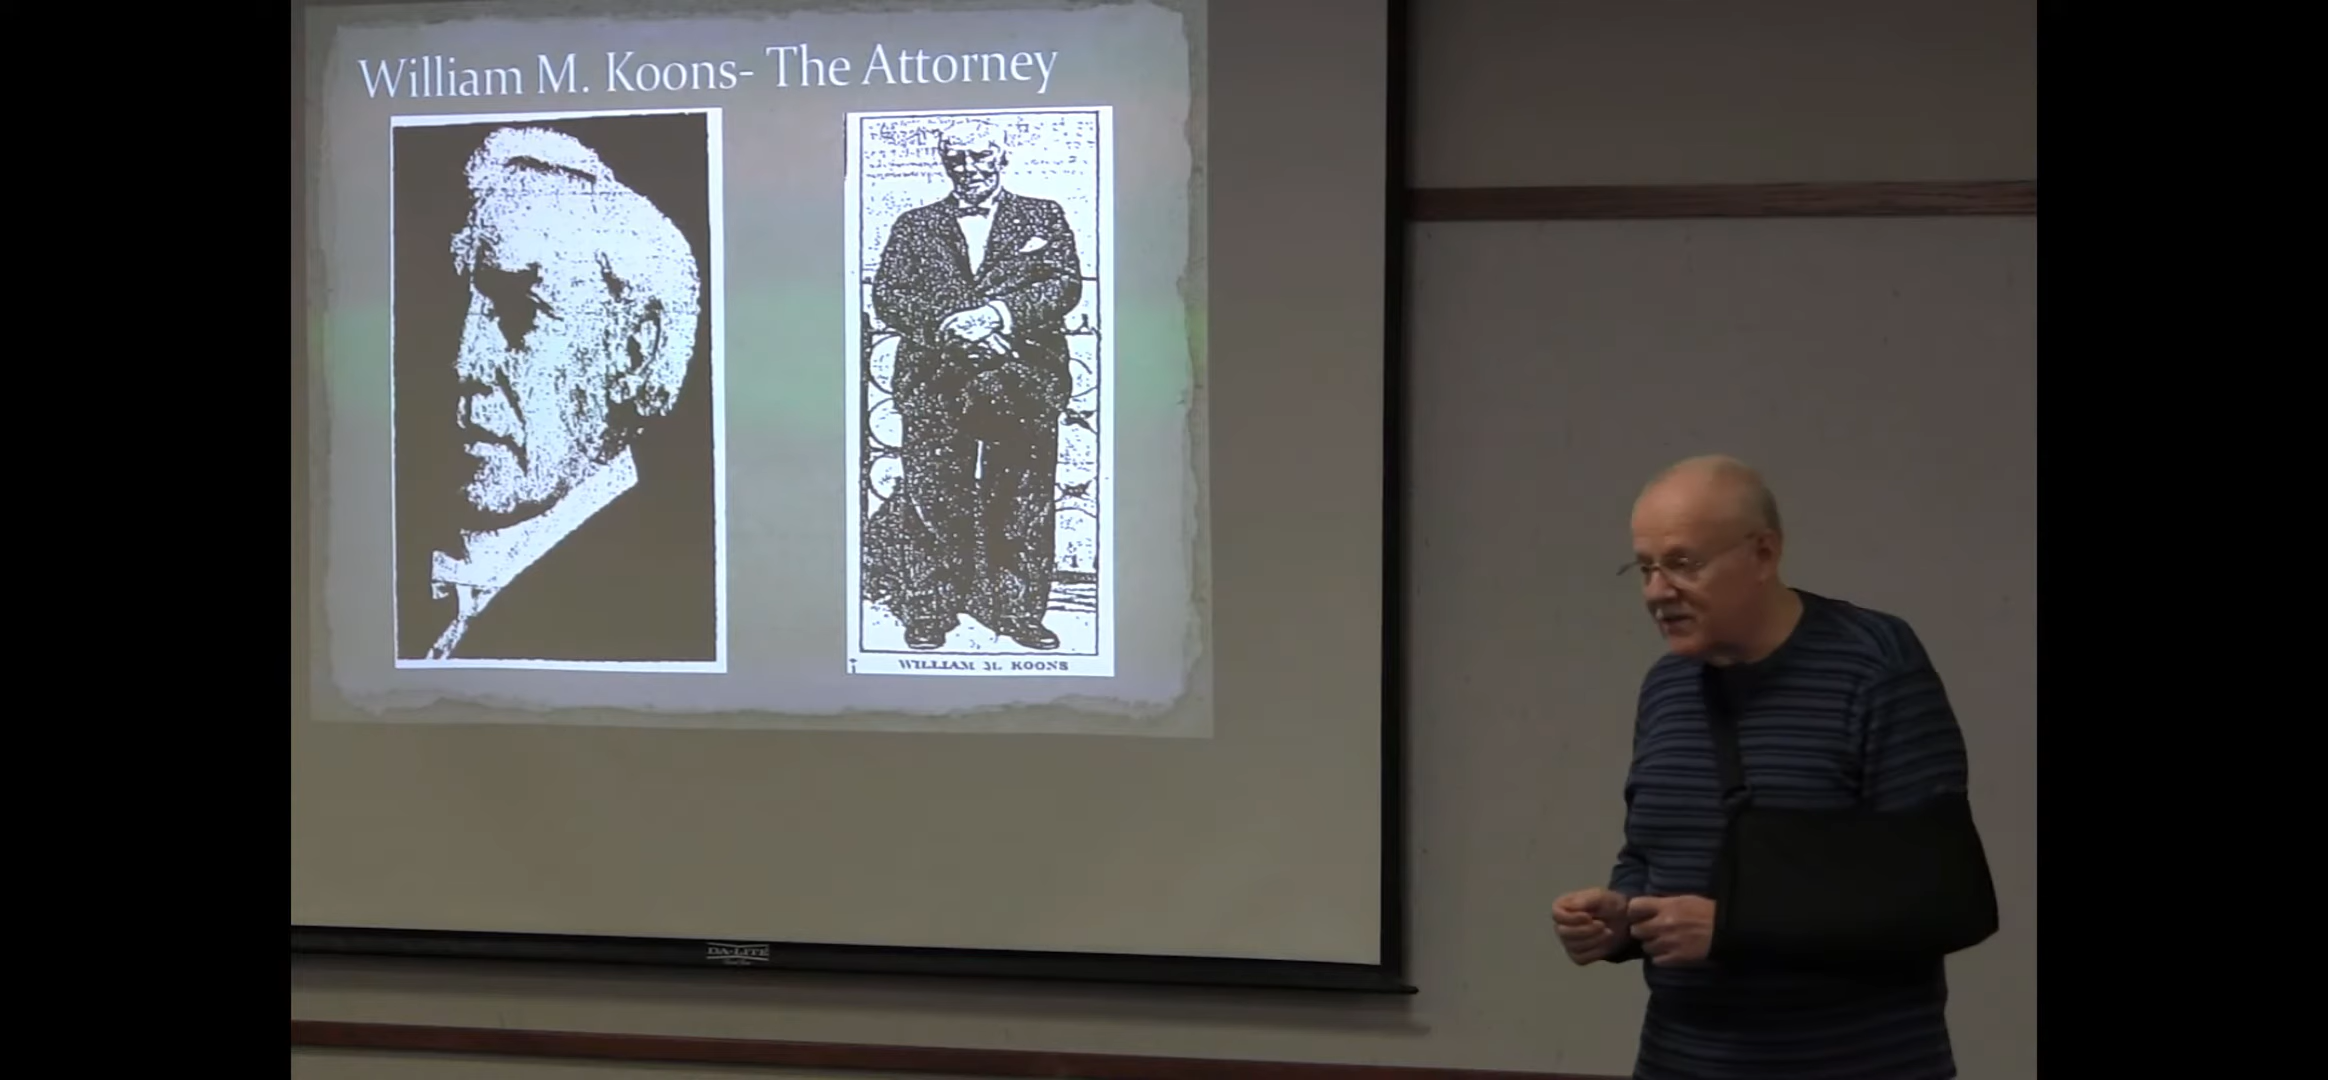 William M. Koons- The Attorney
WILLIAM M. KOONS
DA-LITE